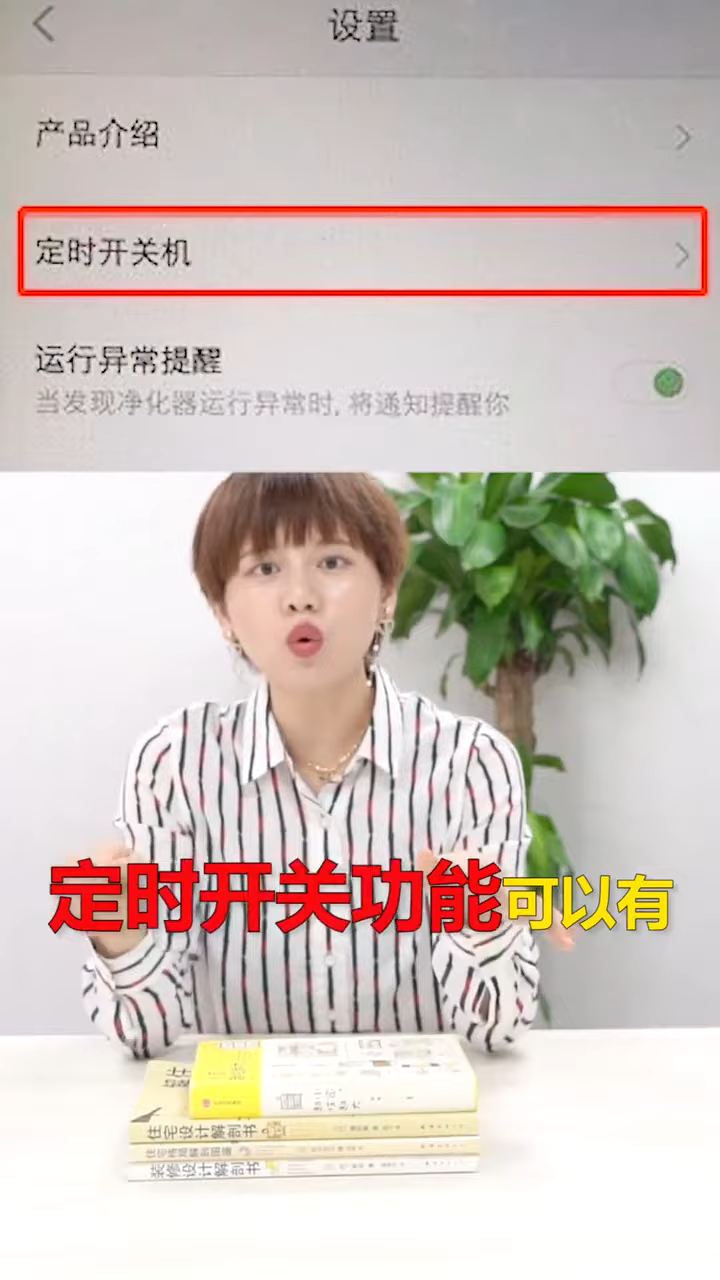 设置
产品介绍
定时开关机
运行异常提醒
当发现净化器运行异常时,将通知提醒你
定时开关功能可以有
住宅设计解剖书
装修设计解剖书